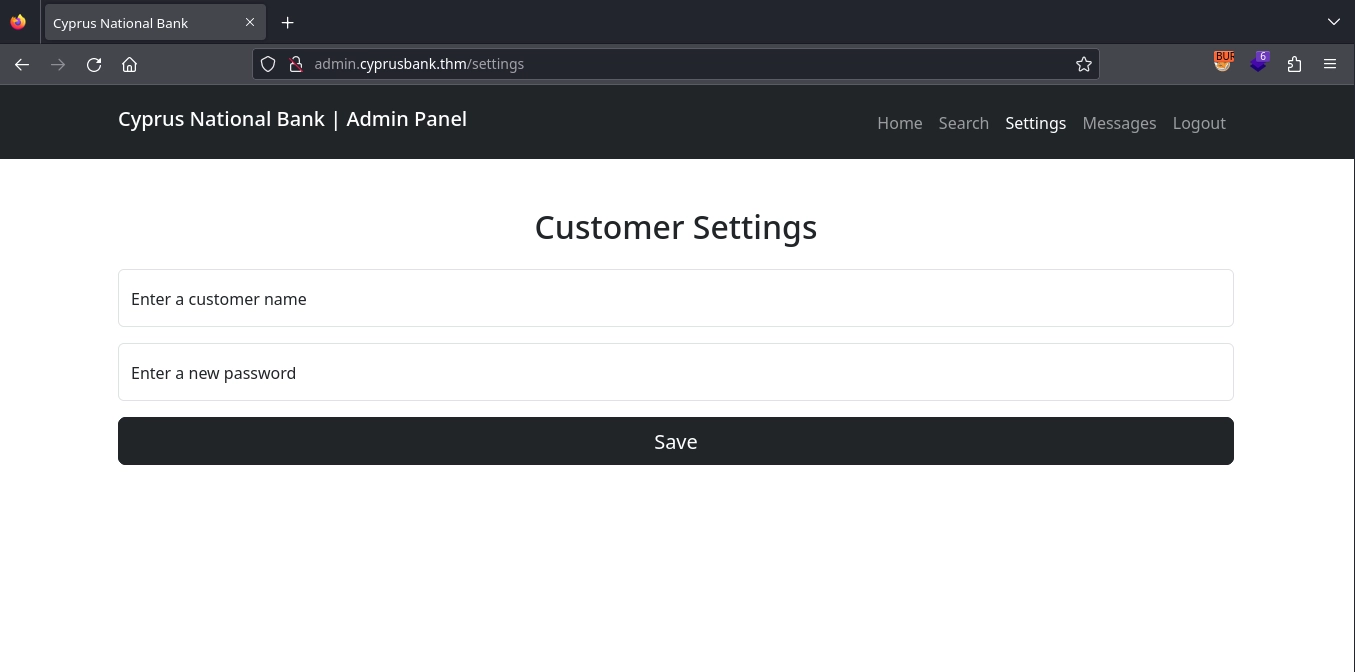 Cyprus National Bank
admin.cyprusbank.thm/settings
BUR
6
Cyprus National Bank | Admin Panel
Home Search Settings Messages Logout
Customer Settings
Enter a customer name
Enter a new password
Save